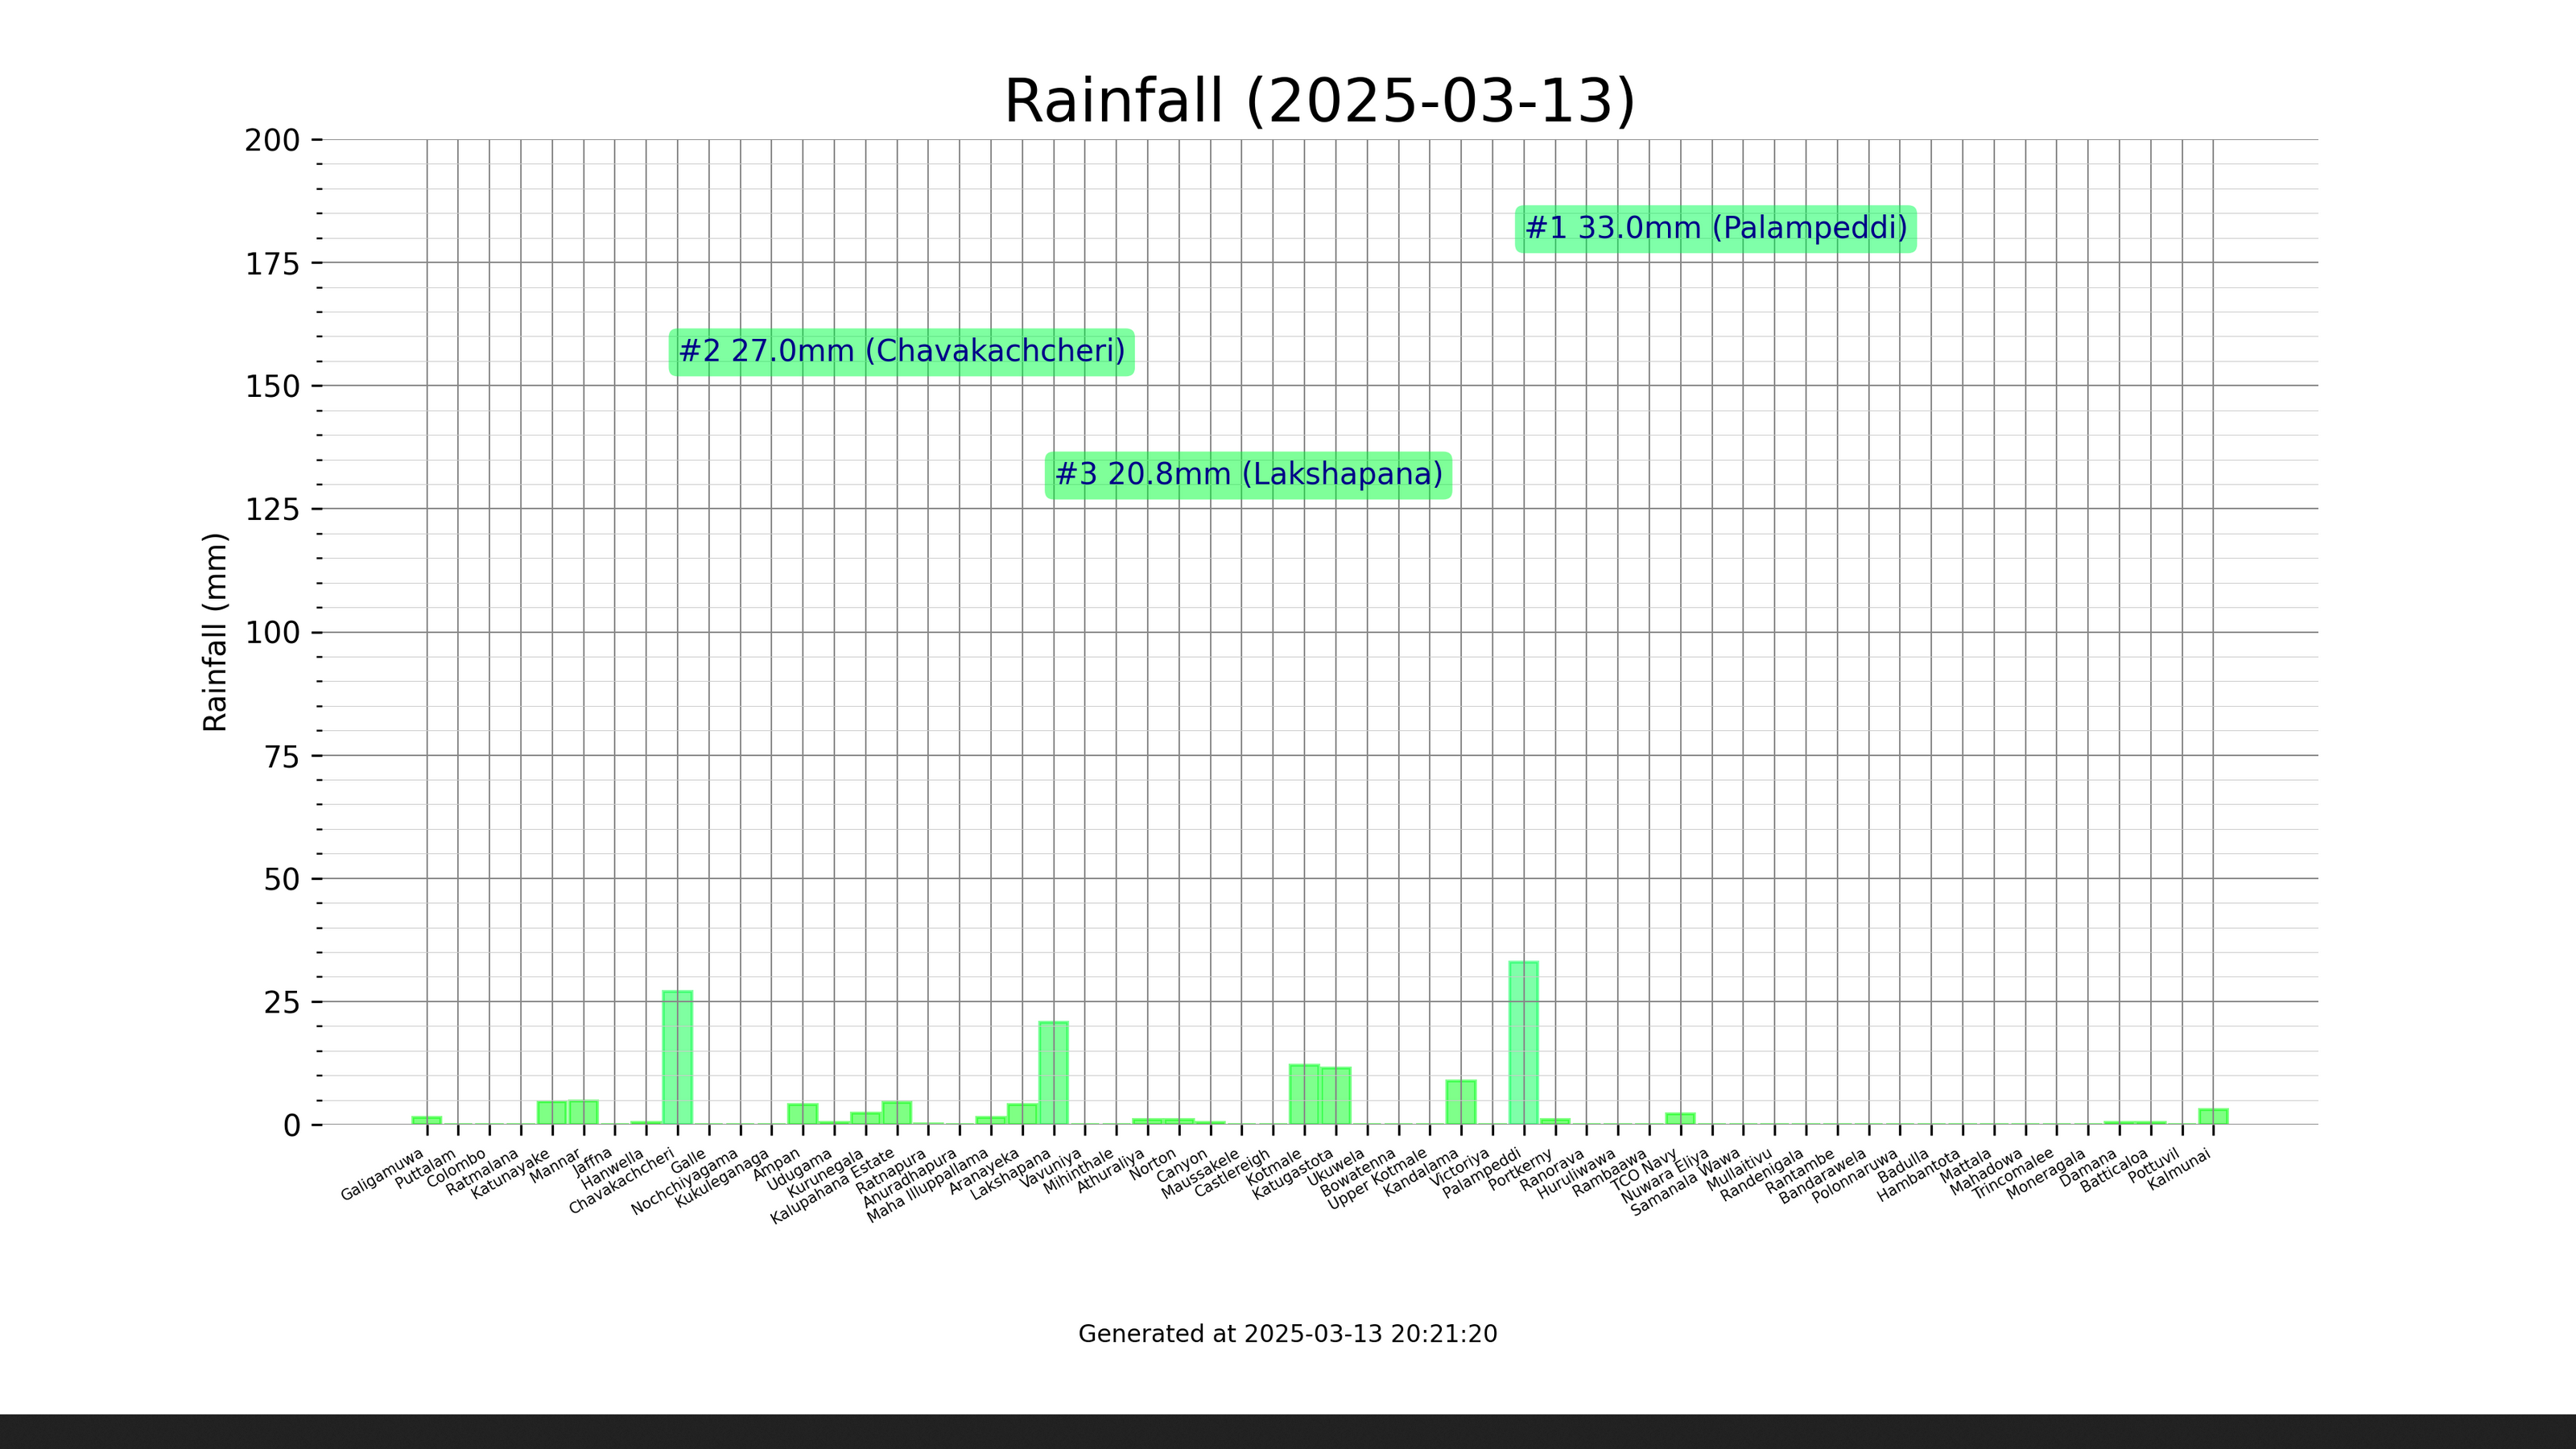 Rainfall (2025-03-13)
200
175
150
125
100
75
50
25
0
Rainfall (mm)
#1 33.0mm (Palampeddi)
#2 27.0mm (Chavakachcheri)
#3 20.8mm (Lakshapana)
Galigamuwa
Puttalam
Colombo
Ratmalana
Katunayake
Mannar
Jaffna
Hanwella
Chavakachcheri
Galle
Nochchiyagama
Kukuleganaga
Ampan
Udugama
Kurunegala
Kalupahana Estate
Ratnapura
Anuradhapura
Maha Illuppallama
Aranayeka
Lakshapana
Vavuniya
Mihinthale
Athuraliya
Norton
Canyon
Maussakele
Castlereigh
Kotmale
Katugastota
Ukuwela
Bowatenna
Upper Kotmale
Kandalama
Victoriya
Palampeddi
Portkerny
Ranorava
Huruliwawa
Rambaawa
TCO Navy
Nuwara Eliya
Samanala Wawa
Mullaitivu
Randenigala
Rantambe
Bandarawela
Polonnaruwa
Badulla
Hambantota
Mattala
Mahadowa
Trincomalee
Moneragala
Damana
Batticaloa
Pottuvil
Kalmunai
Generated at 2025-03-13 20:21:20